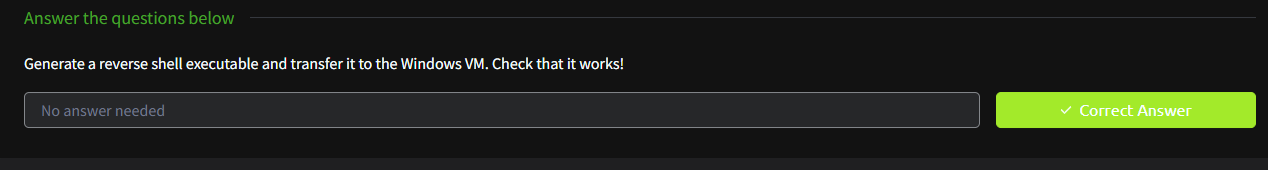 Answer the questions below
Generate a reverse shell executable and transfer it to the Windows VM. Check that it works!
No answer needed
Correct Answer